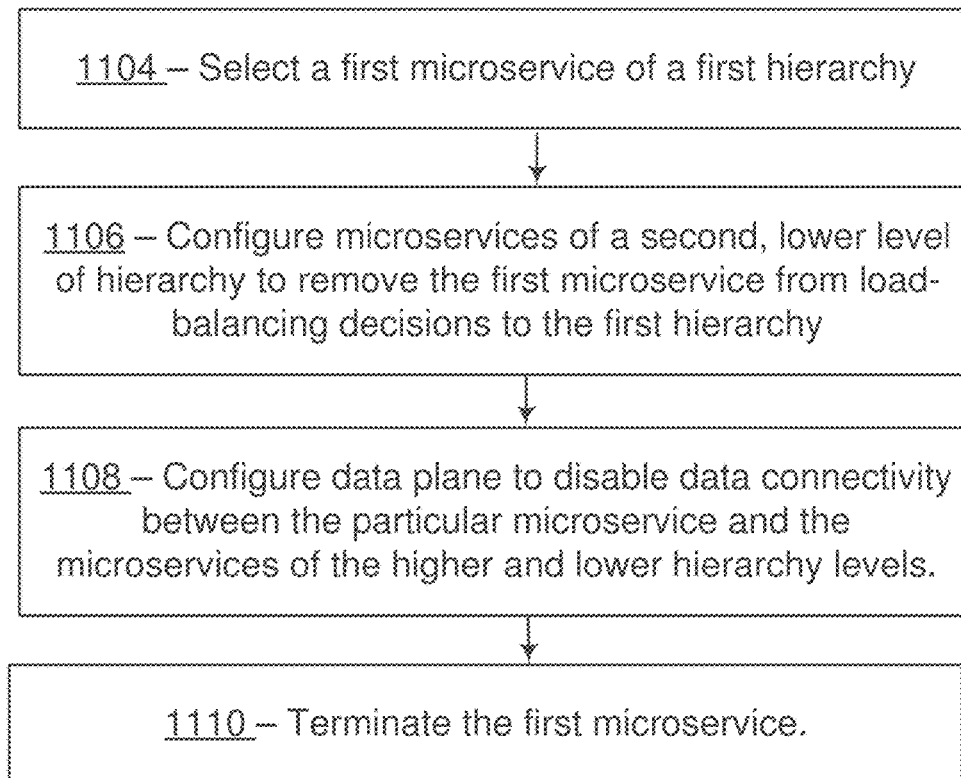 1104 – Select a first microservice of a first hierarchy
1106 – Configure microservices of a second, lower level
of hierarchy to remove the first microservice from load-
balancing decisions to the first hierarchy
1108 – Configure data plane to disable data connectivity
between the particular microservice and the
microservices of the higher and lower hierarchy levels.
1110 – Terminate the first microservice.